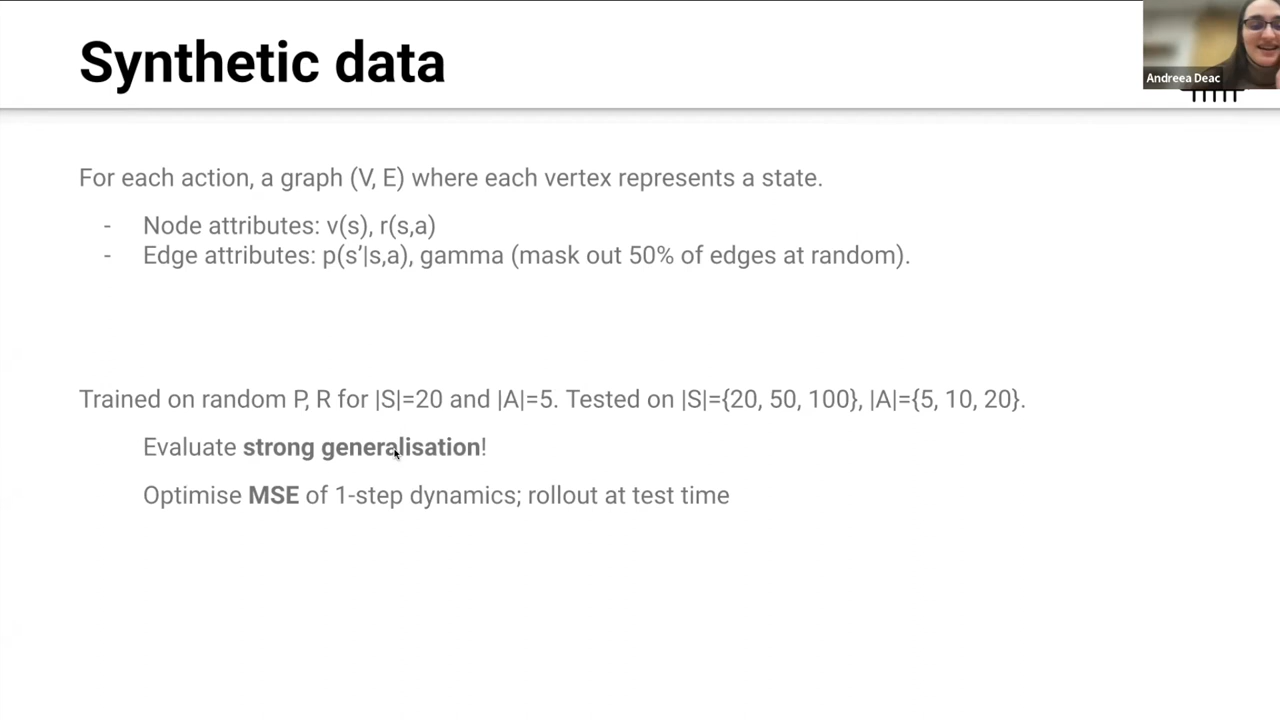 Synthetic data
Andreea Deac
For each action, a graph (V, E) where each vertex represents a state.
- Node attributes: v(s), r(s,a)
- Edge attributes: p(s’|s,a), gamma (mask out 50% of edges at random).
Trained on random P, R for |S|=20 and |A|=5. Tested on |S|={20, 50, 100}, |A|={5, 10, 20}.
Evaluate strong generalisation!
Optimise MSE of 1-step dynamics; rollout at test time